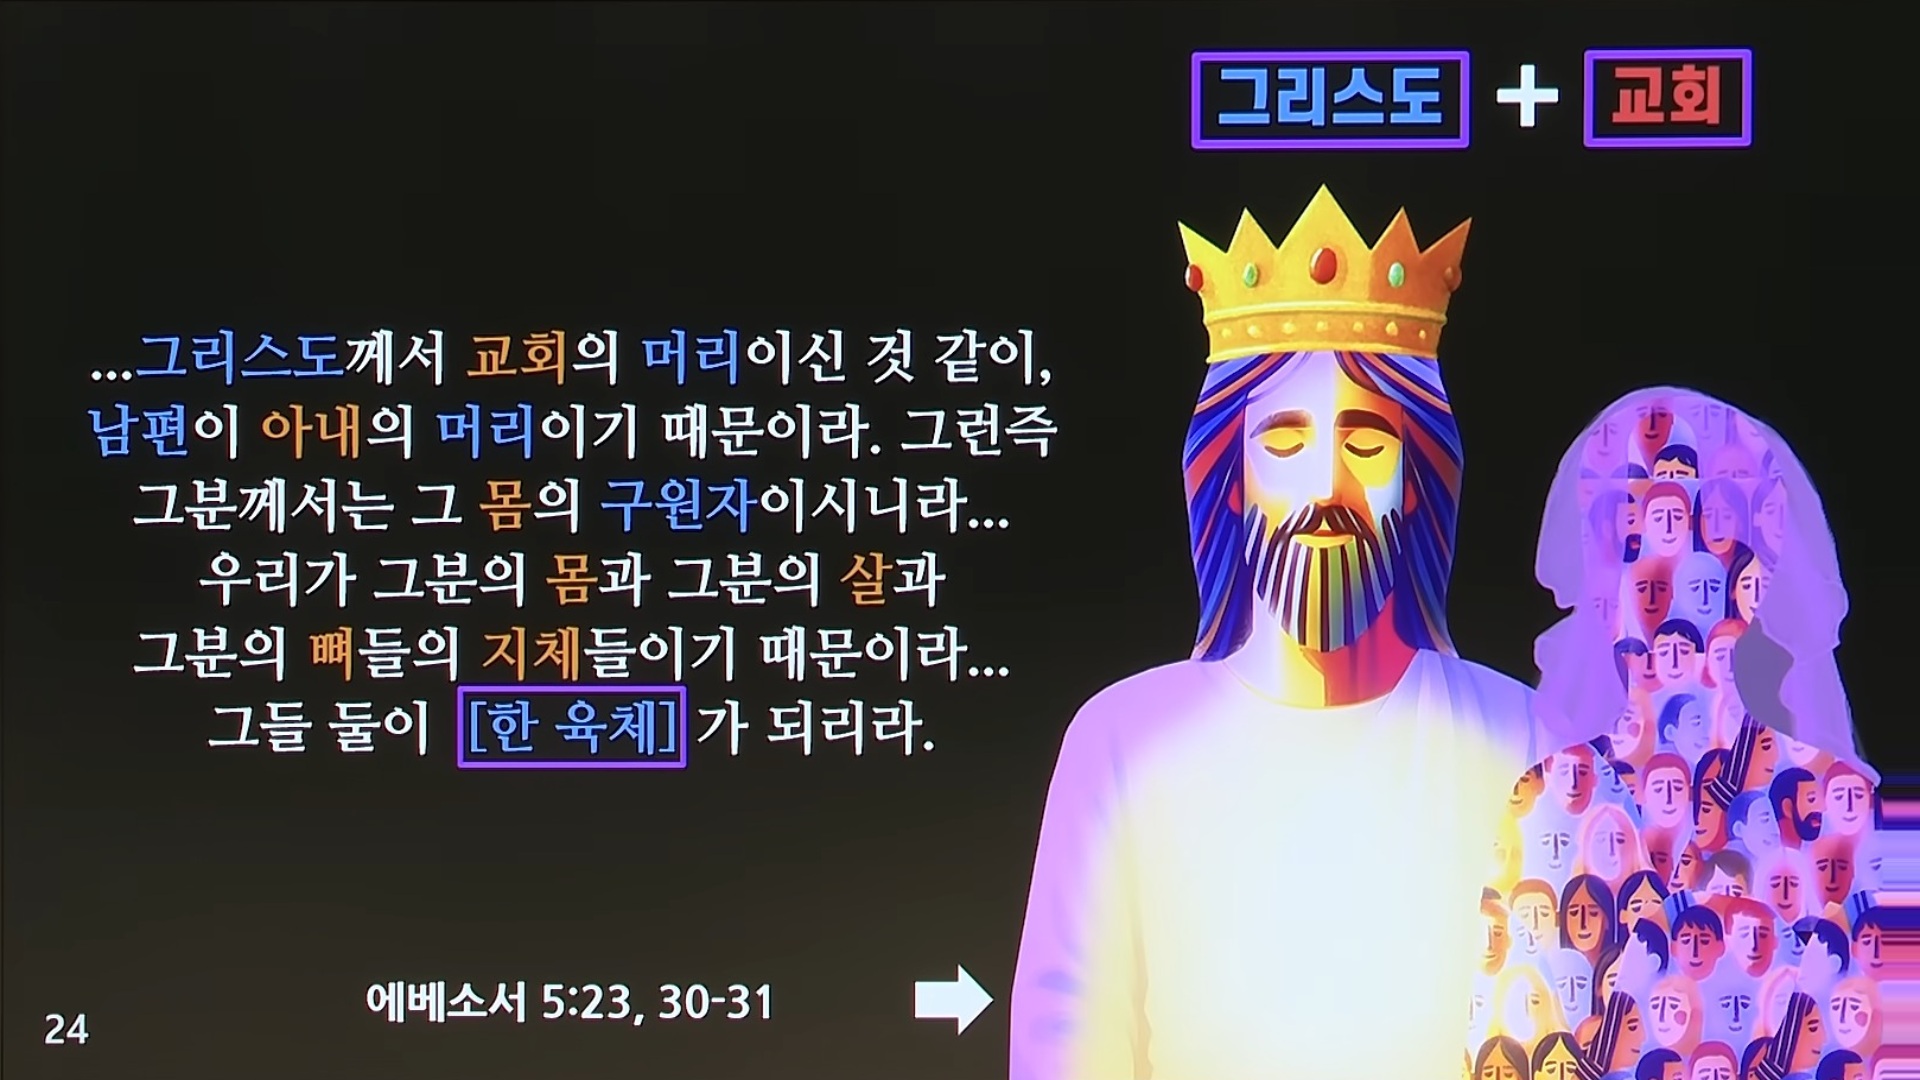 그리스도 + 교회
...그리스도께서 교회의 머리이신 것 같이,
남편이 아내의 머리이기 때문이라. 그런즉
그분께서는 그 몸의 구원자이시니라...
우리가 그분의 몸과 그분의 살과
그분의 뼈들의 지체들이기 때문이라...
그들 둘이 [한 육체]가 되리라.
에베소서 5:23, 30-31
24